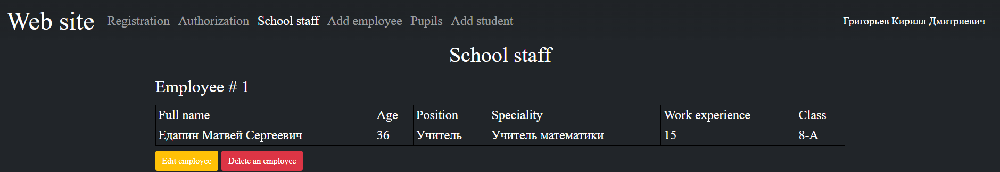 Web site Registration Authorization School staff Add employee Pupils Add student Григорьев Кирилл Дмитриевич
School staff
Employee # 1
Full name Age Position Speciality Work experience Class
Едапин Матвей Сергеевич 36 Учитель Учитель математики 15 8-А
Edit employee Delete an employee